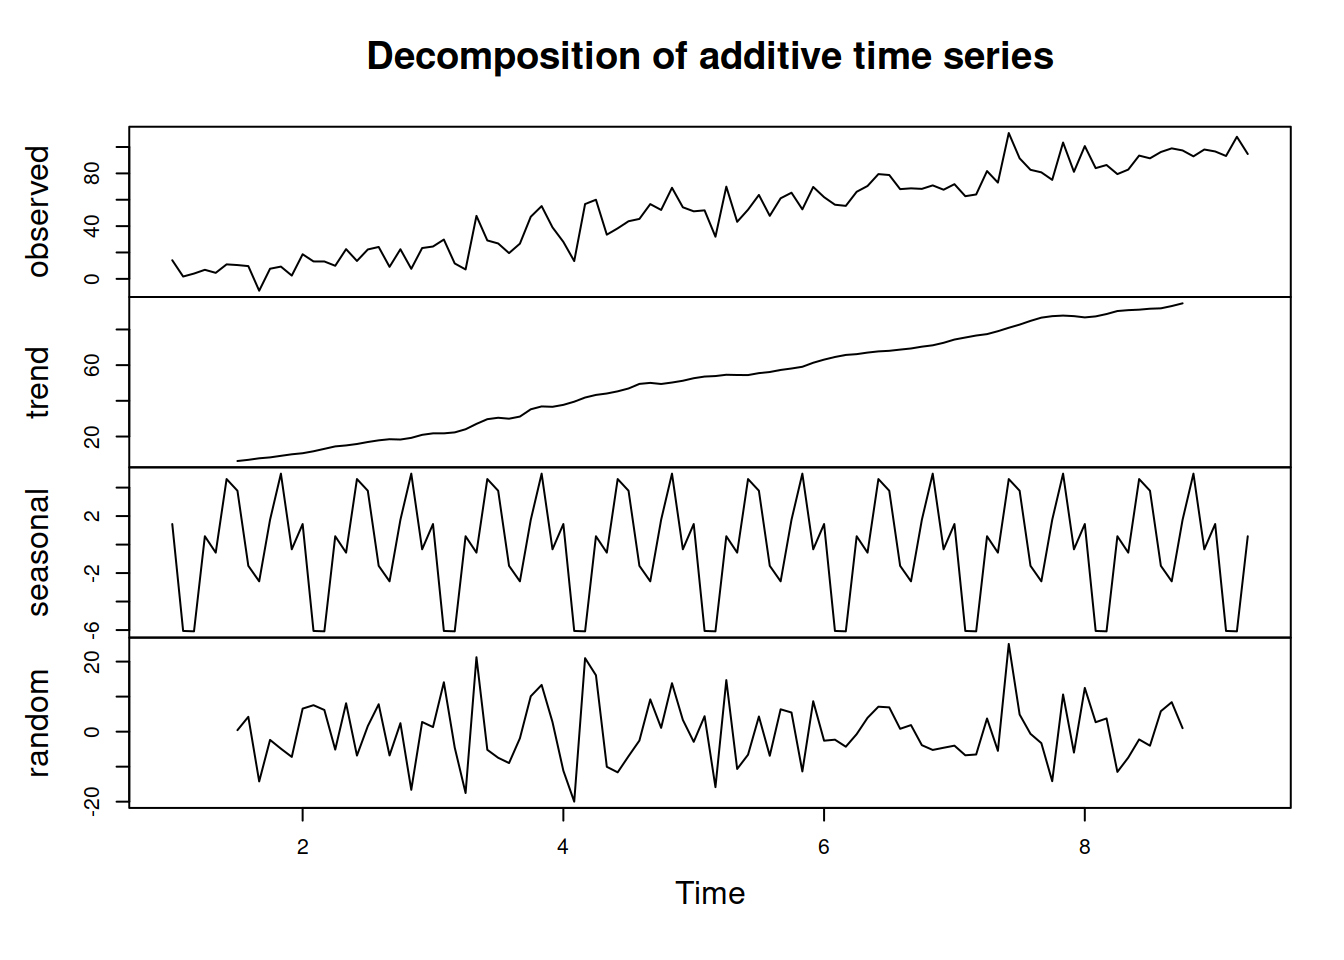 Decomposition of additive time series
observed
0 40 80
trend
20 60
seasonal
-6 -2 2
random
-20 0 20
2 4 6 8
Time